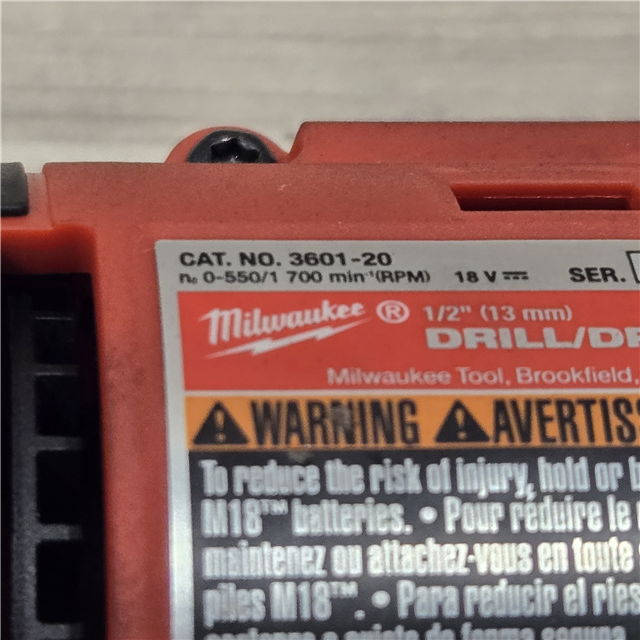 CAT. NO. 3601-20
n₀ 0-550/1 700 min⁻¹(RPM) 18 V⎓ SER.
Milwaukee ® 1/2" (13 mm)
DRILL/DR
Milwaukee Tool, Brookfield,
⚠WARNING ⚠AVERTISS
To reduce the risk of injury, hold or
M18™ batteries. • Pour réduire le
maintenez ou attachez-vous en toute
piles M18™. • Para reducir el ries